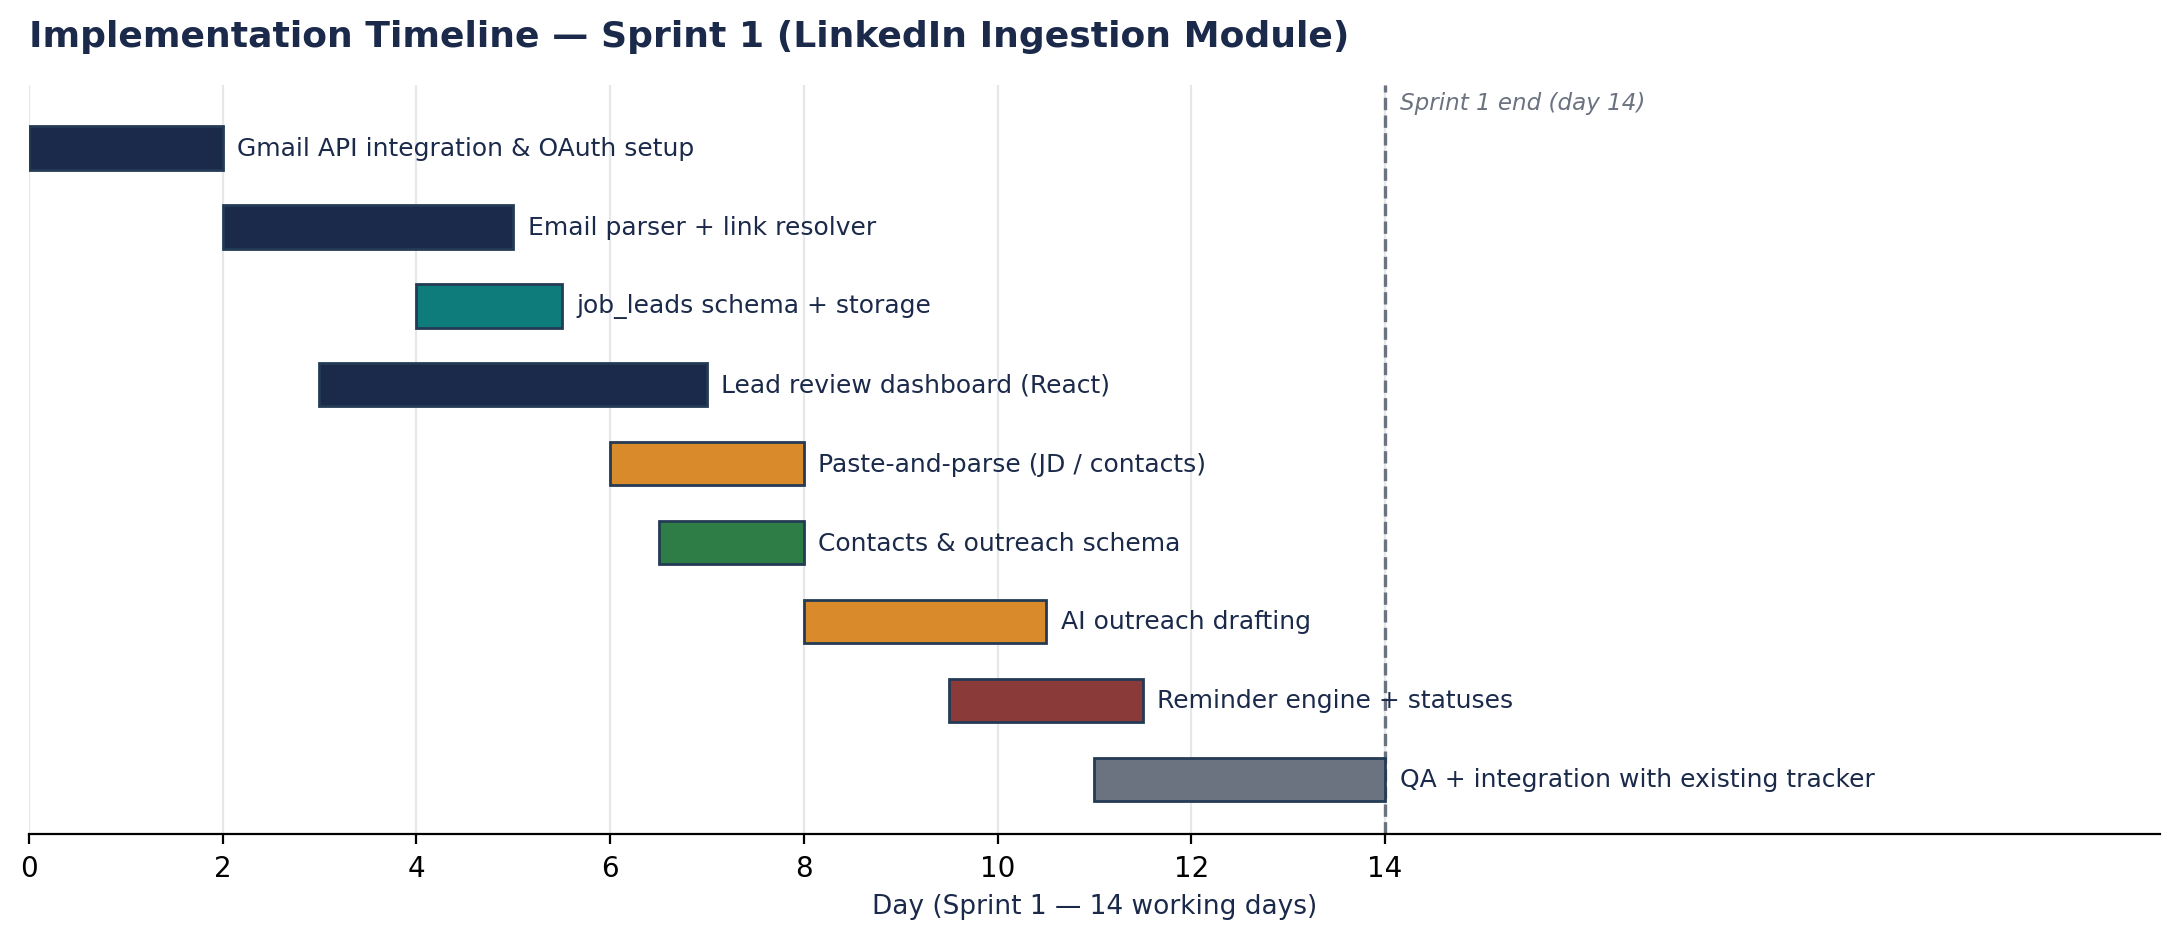 Implementation Timeline — Sprint 1 (LinkedIn Ingestion Module)
Sprint 1 end (day 14)
Gmail API integration & OAuth setup
Email parser + link resolver
job_leads schema + storage
Lead review dashboard (React)
Paste-and-parse (JD / contacts)
Contacts & outreach schema
AI outreach drafting
Reminder engine + statuses
QA + integration with existing tracker
0 2 4 6 8 10 12 14
Day (Sprint 1 — 14 working days)